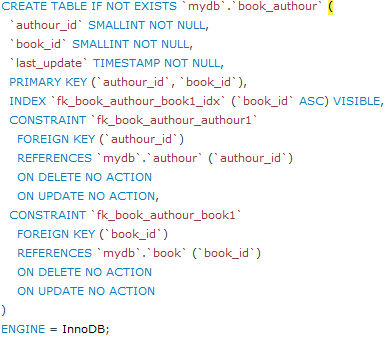 CREATE TABLE IF NOT EXISTS `mydb`.`book_authour` (
`authour_id` SMALLINT NOT NULL,
`book_id` SMALLINT NOT NULL,
`last_update` TIMESTAMP NOT NULL,
PRIMARY KEY (`authour_id`, `book_id`),
INDEX `fk_book_authour_book1_idx` (`book_id` ASC) VISIBLE,
CONSTRAINT `fk_book_authour_authour1`
FOREIGN KEY (`authour_id`)
REFERENCES `mydb`.`authour` (`authour_id`)
ON DELETE NO ACTION
ON UPDATE NO ACTION,
CONSTRAINT `fk_book_authour_book1`
FOREIGN KEY (`book_id`)
REFERENCES `mydb`.`book` (`book_id`)
ON DELETE NO ACTION
ON UPDATE NO ACTION
)
ENGINE = InnoDB;